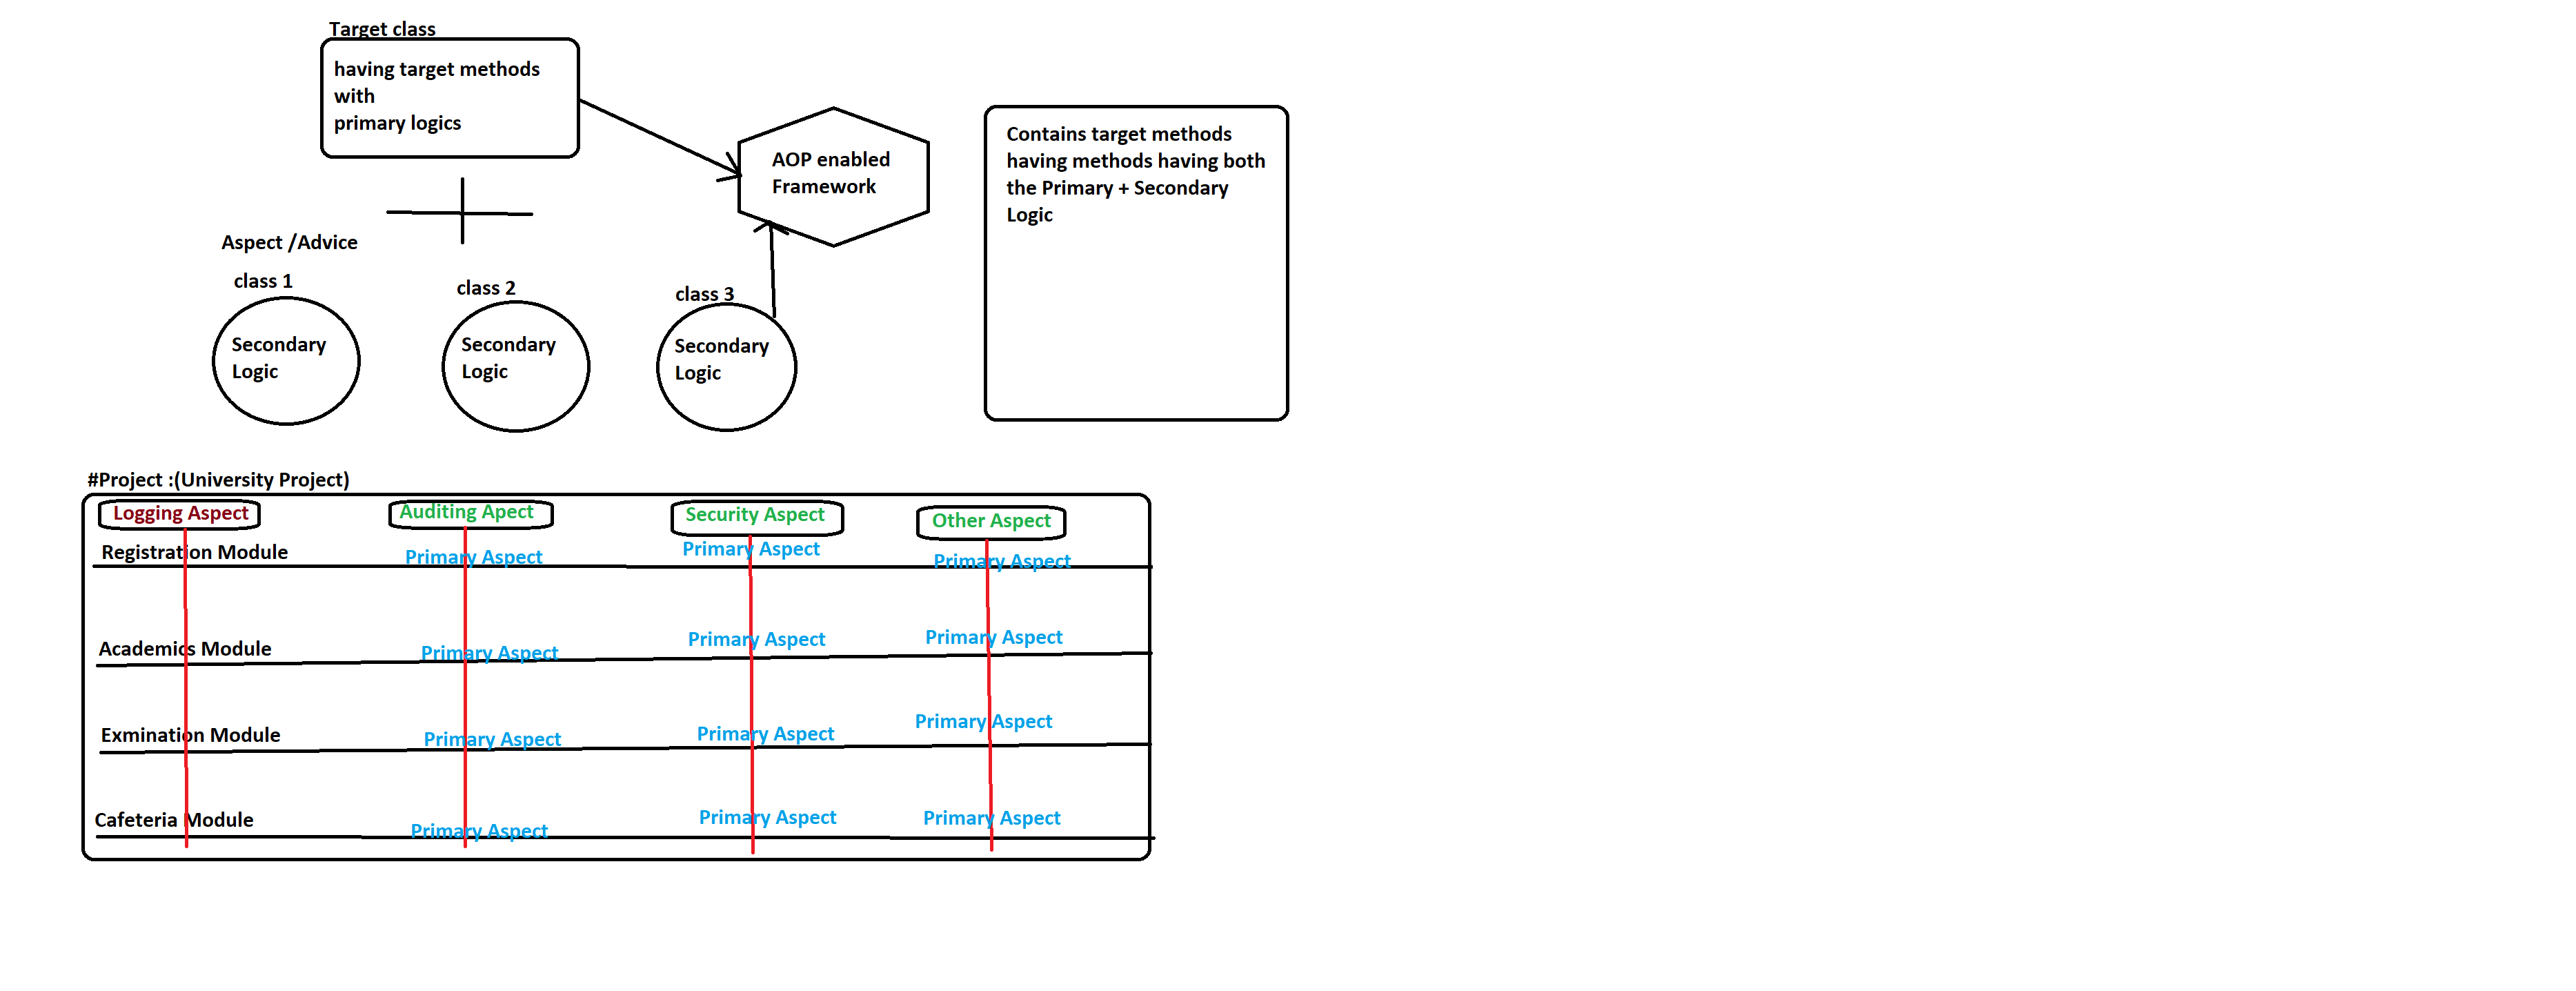 Target class
having target methods
with
primary logics
AOP enabled
Framework
Contains target methods
having methods having both
the Primary + Secondary
Logic
Aspect /Advice
class 1
class 2
class 3
Secondary
Logic
Secondary
Logic
Secondary
Logic
#Project :(University Project)
Logging Aspect
Auditing Apect
Security Aspect
Other Aspect
Registration Module
Primary Aspect
Primary Aspect
Primary Aspect
Academics Module
Primary Aspect
Primary Aspect
Primary Aspect
Exmination Module
Primary Aspect
Primary Aspect
Primary Aspect
Cafeteria Module
Primary Aspect
Primary Aspect
Primary Aspect